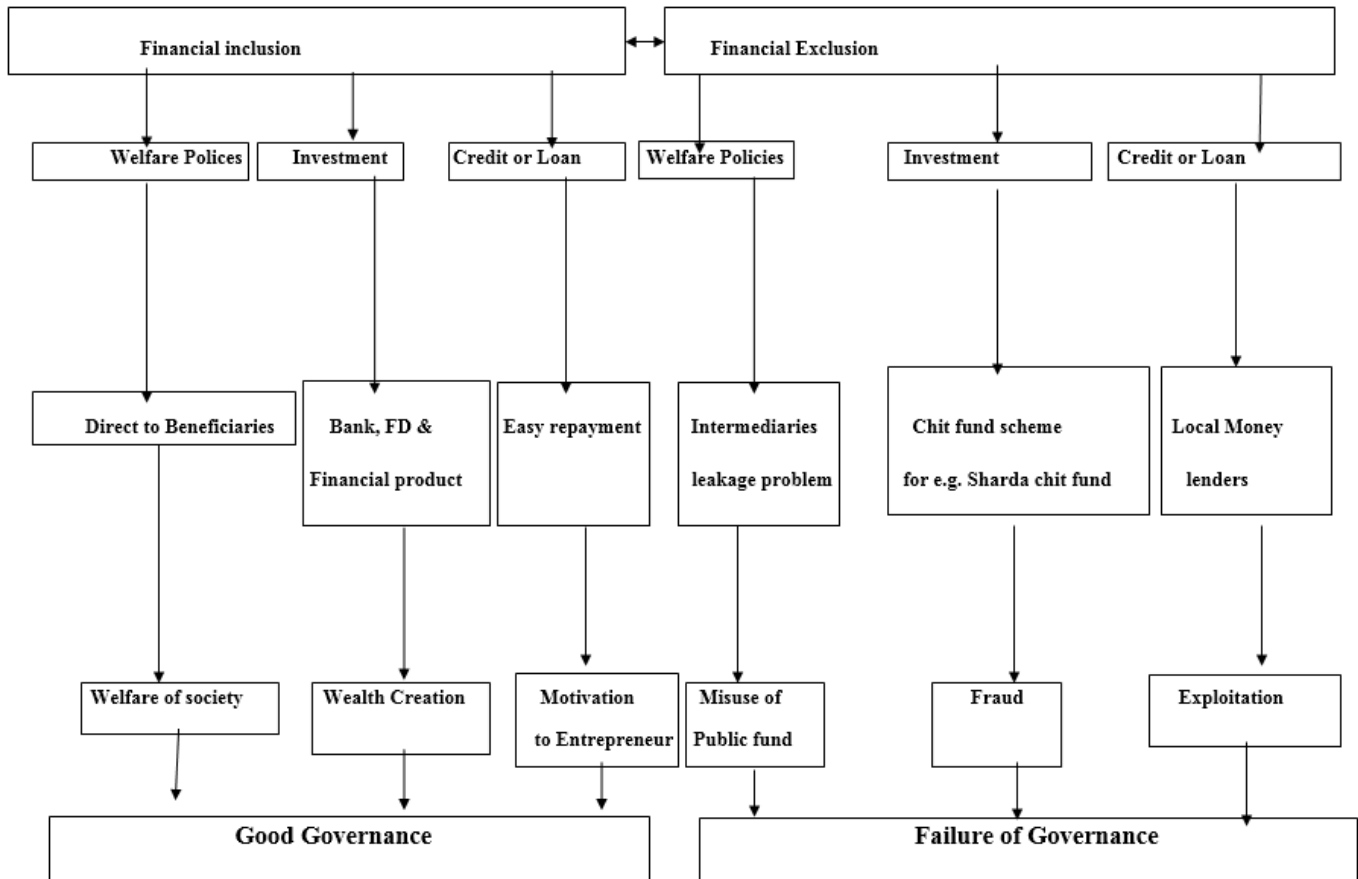 Financial inclusion
Financial Exclusion
Welfare Polices
Investment
Credit or Loan
Welfare Policies
Investment
Credit or Loan
Direct to Beneficiaries
Bank, FD &
Financial product
Easy repayment
Intermediaries
leakage problem
Chit fund scheme
for e.g. Sharda chit fund
Local Money
lenders
Welfare of society
Wealth Creation
Motivation
to Entrepreneur
Misuse of
Public fund
Fraud
Exploitation
Good Governance
Failure of Governance